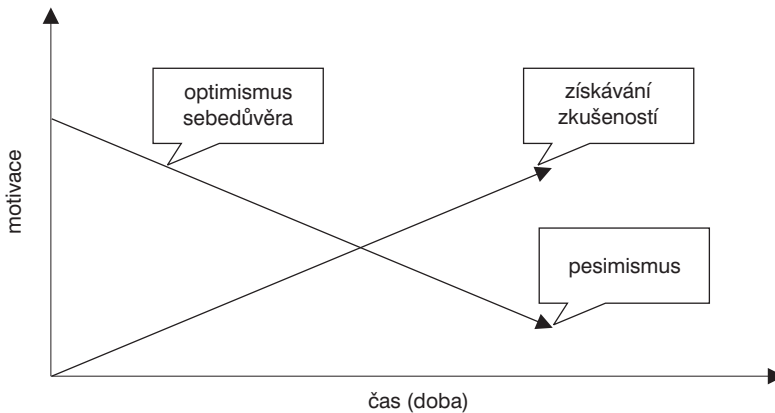 optimismus
sebedůvěra
získávání
zkušeností
motivace
pesimismus
čas (doba)